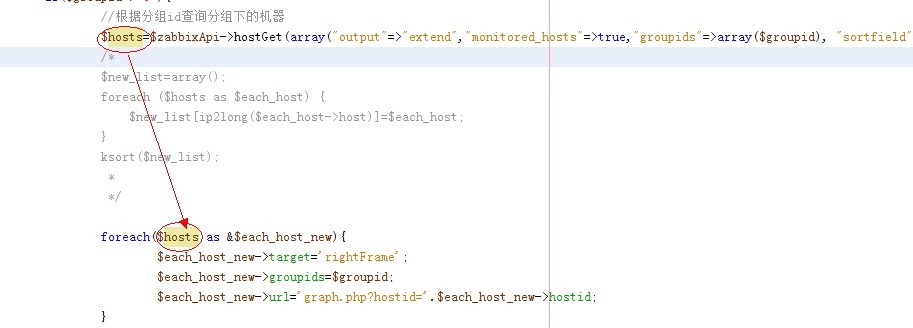 //根据分组id查询分组下的机器
$hosts=$zabbixApi->hostGet(array("output"=>"extend","monitored_hosts"=>true,"groupids"=>array($groupid), "sortfield"
/*
$new_list=array();
foreach ($hosts as $each_host) {
$new_list[ip2long($each_host->host)]=$each_host;
}
ksort($new_list);
*
*/
foreach($hosts as &$each_host_new){
$each_host_new->target="rightFrame";
$each_host_new->groupids=$groupid;
$each_host_new->url="graph.php?hostid=".$each_host_new->hostid;
}